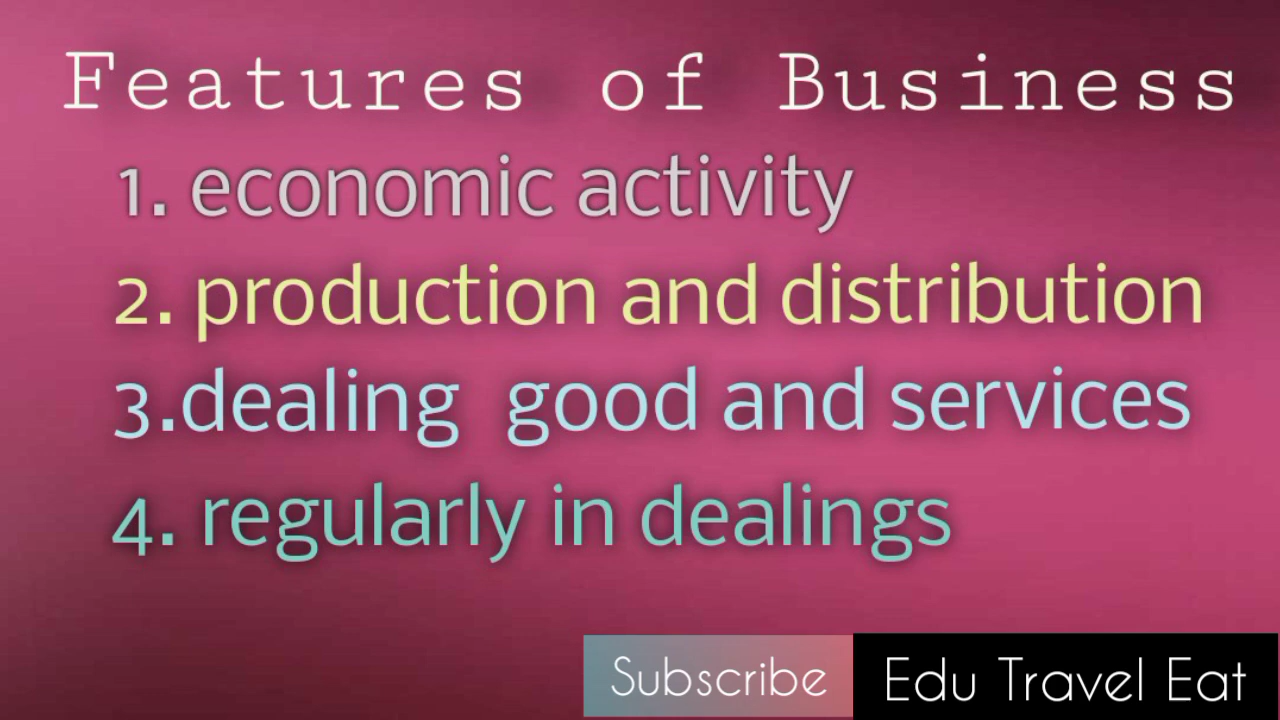 Features of Business
1. economic activity
2. production and distribution
3.dealing good and services
4. regularly in dealings
Subscribe Edu Travel Eat